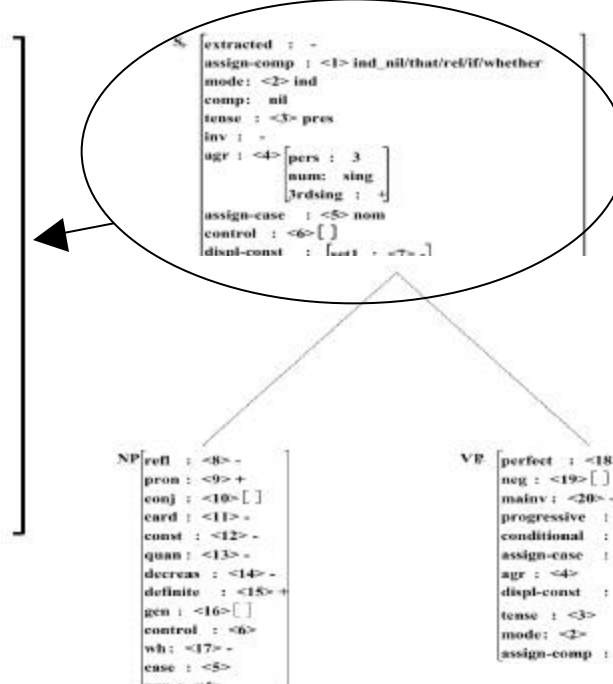 S.
extracted : -
assign-comp : <1> ind_nil/that/rel/if/whether
mode: <2> ind
comp: nil
tense : <3> pres
inv : -
agr : <4> pers : 3
num: sing
3rdsing : +
assign-case : <5> nom
control : <6> [ ]
displ-const : [set1 : <7> - ]
NP
refl : <8> -
pron : <9> +
conj : <10> [ ]
card : <11> -
const : <12> -
quan : <13> -
decreas : <14> -
definite : <15> +
gen : <16> [ ]
control : <6>
wh : <17> -
case : <5>
VP.
perfect : <18
neg : <19> [ ]
mainv : <20> -
progressive :
conditional :
assign-case :
agr : <4>
displ-const :
tense : <3>
mode: <2>
assign-comp :